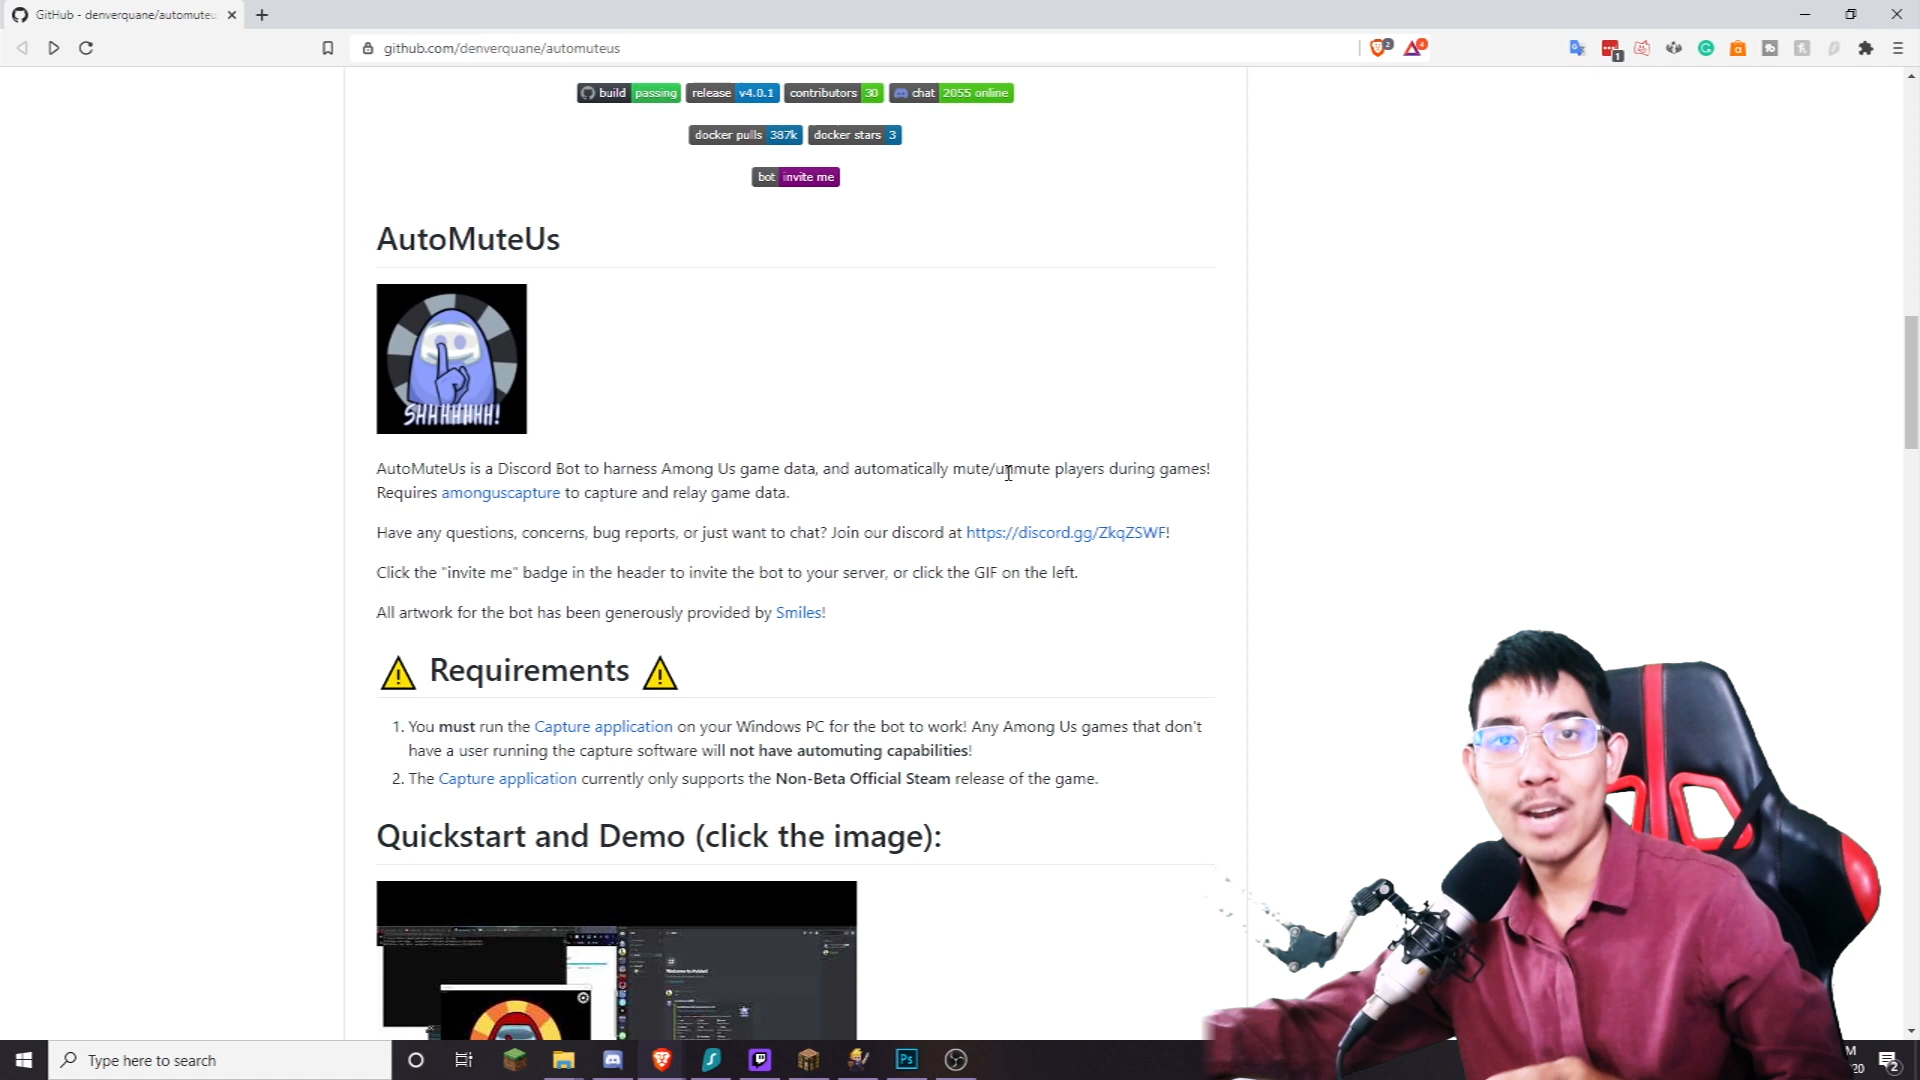 GitHub - denverquane/automuteu
github.com/denverquane/automuteus
2
4
1
build passing release v4.0.1 contributors 30 chat 2055 online
docker pulls 387k docker stars 3
bot invite me
AutoMuteUs
SHHHHHHH!
AutoMuteUs is a Discord Bot to harness Among Us game data, and automatically mute/unmute players during games!
Requires amonguscapture to capture and relay game data.
Have any questions, concerns, bug reports, or just want to chat? Join our discord at https://discord.gg/ZkqZSWF!
Click the "invite me" badge in the header to invite the bot to your server, or click the GIF on the left.
All artwork for the bot has been generously provided by Smiles!
Requirements
1. You must run the Capture application on your Windows PC for the bot to work! Any Among Us games that don't
have a user running the capture software will not have automuting capabilities!
2. The Capture application currently only supports the Non-Beta Official Steam release of the game.
Quickstart and Demo (click the image):
Type here to search
Ps
M
20
2